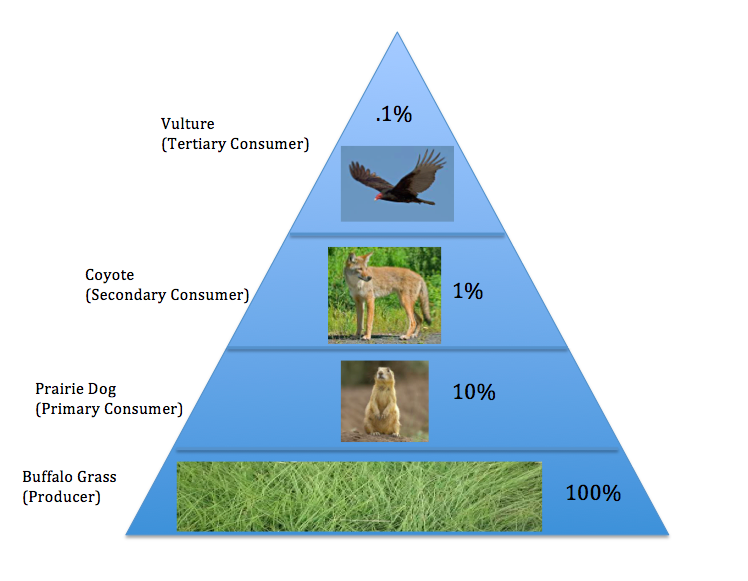 .1%
Vulture
(Tertiary Consumer)
Coyote
(Secondary Consumer)
1%
Prairie Dog
(Primary Consumer)
10%
Buffalo Grass
(Producer)
100%